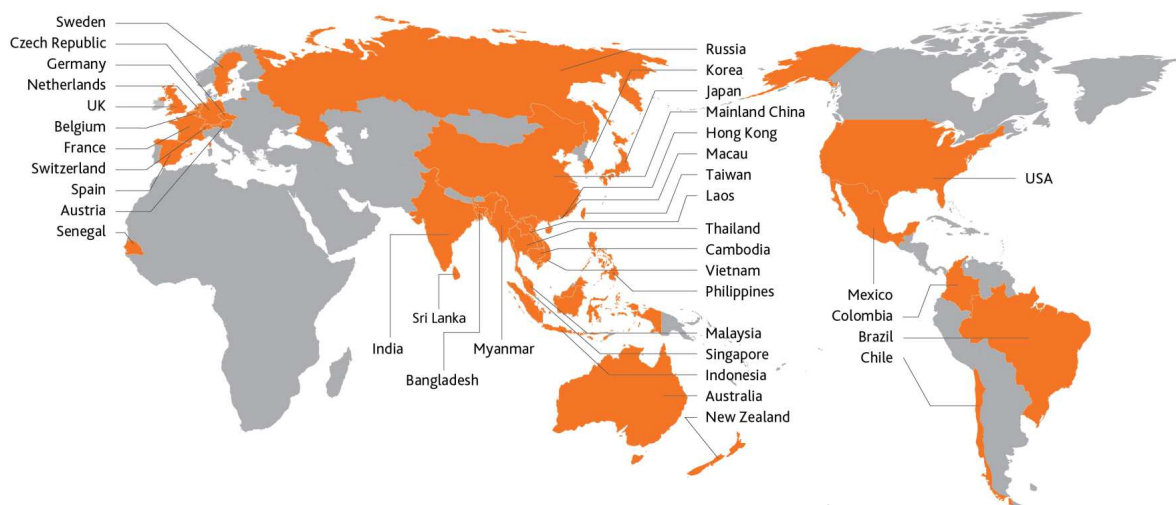 Sweden
Czech Republic
Germany
Netherlands
UK
Belgium
France
Switzerland
Spain
Austria
Senegal
India
Sri Lanka
Bangladesh
Myanmar
Russia
Korea
Japan
Mainland China
Hong Kong
Macau
Taiwan
Laos
Thailand
Cambodia
Vietnam
Philippines
Malaysia
Singapore
Indonesia
Australia
New Zealand
USA
Mexico
Colombia
Brazil
Chile